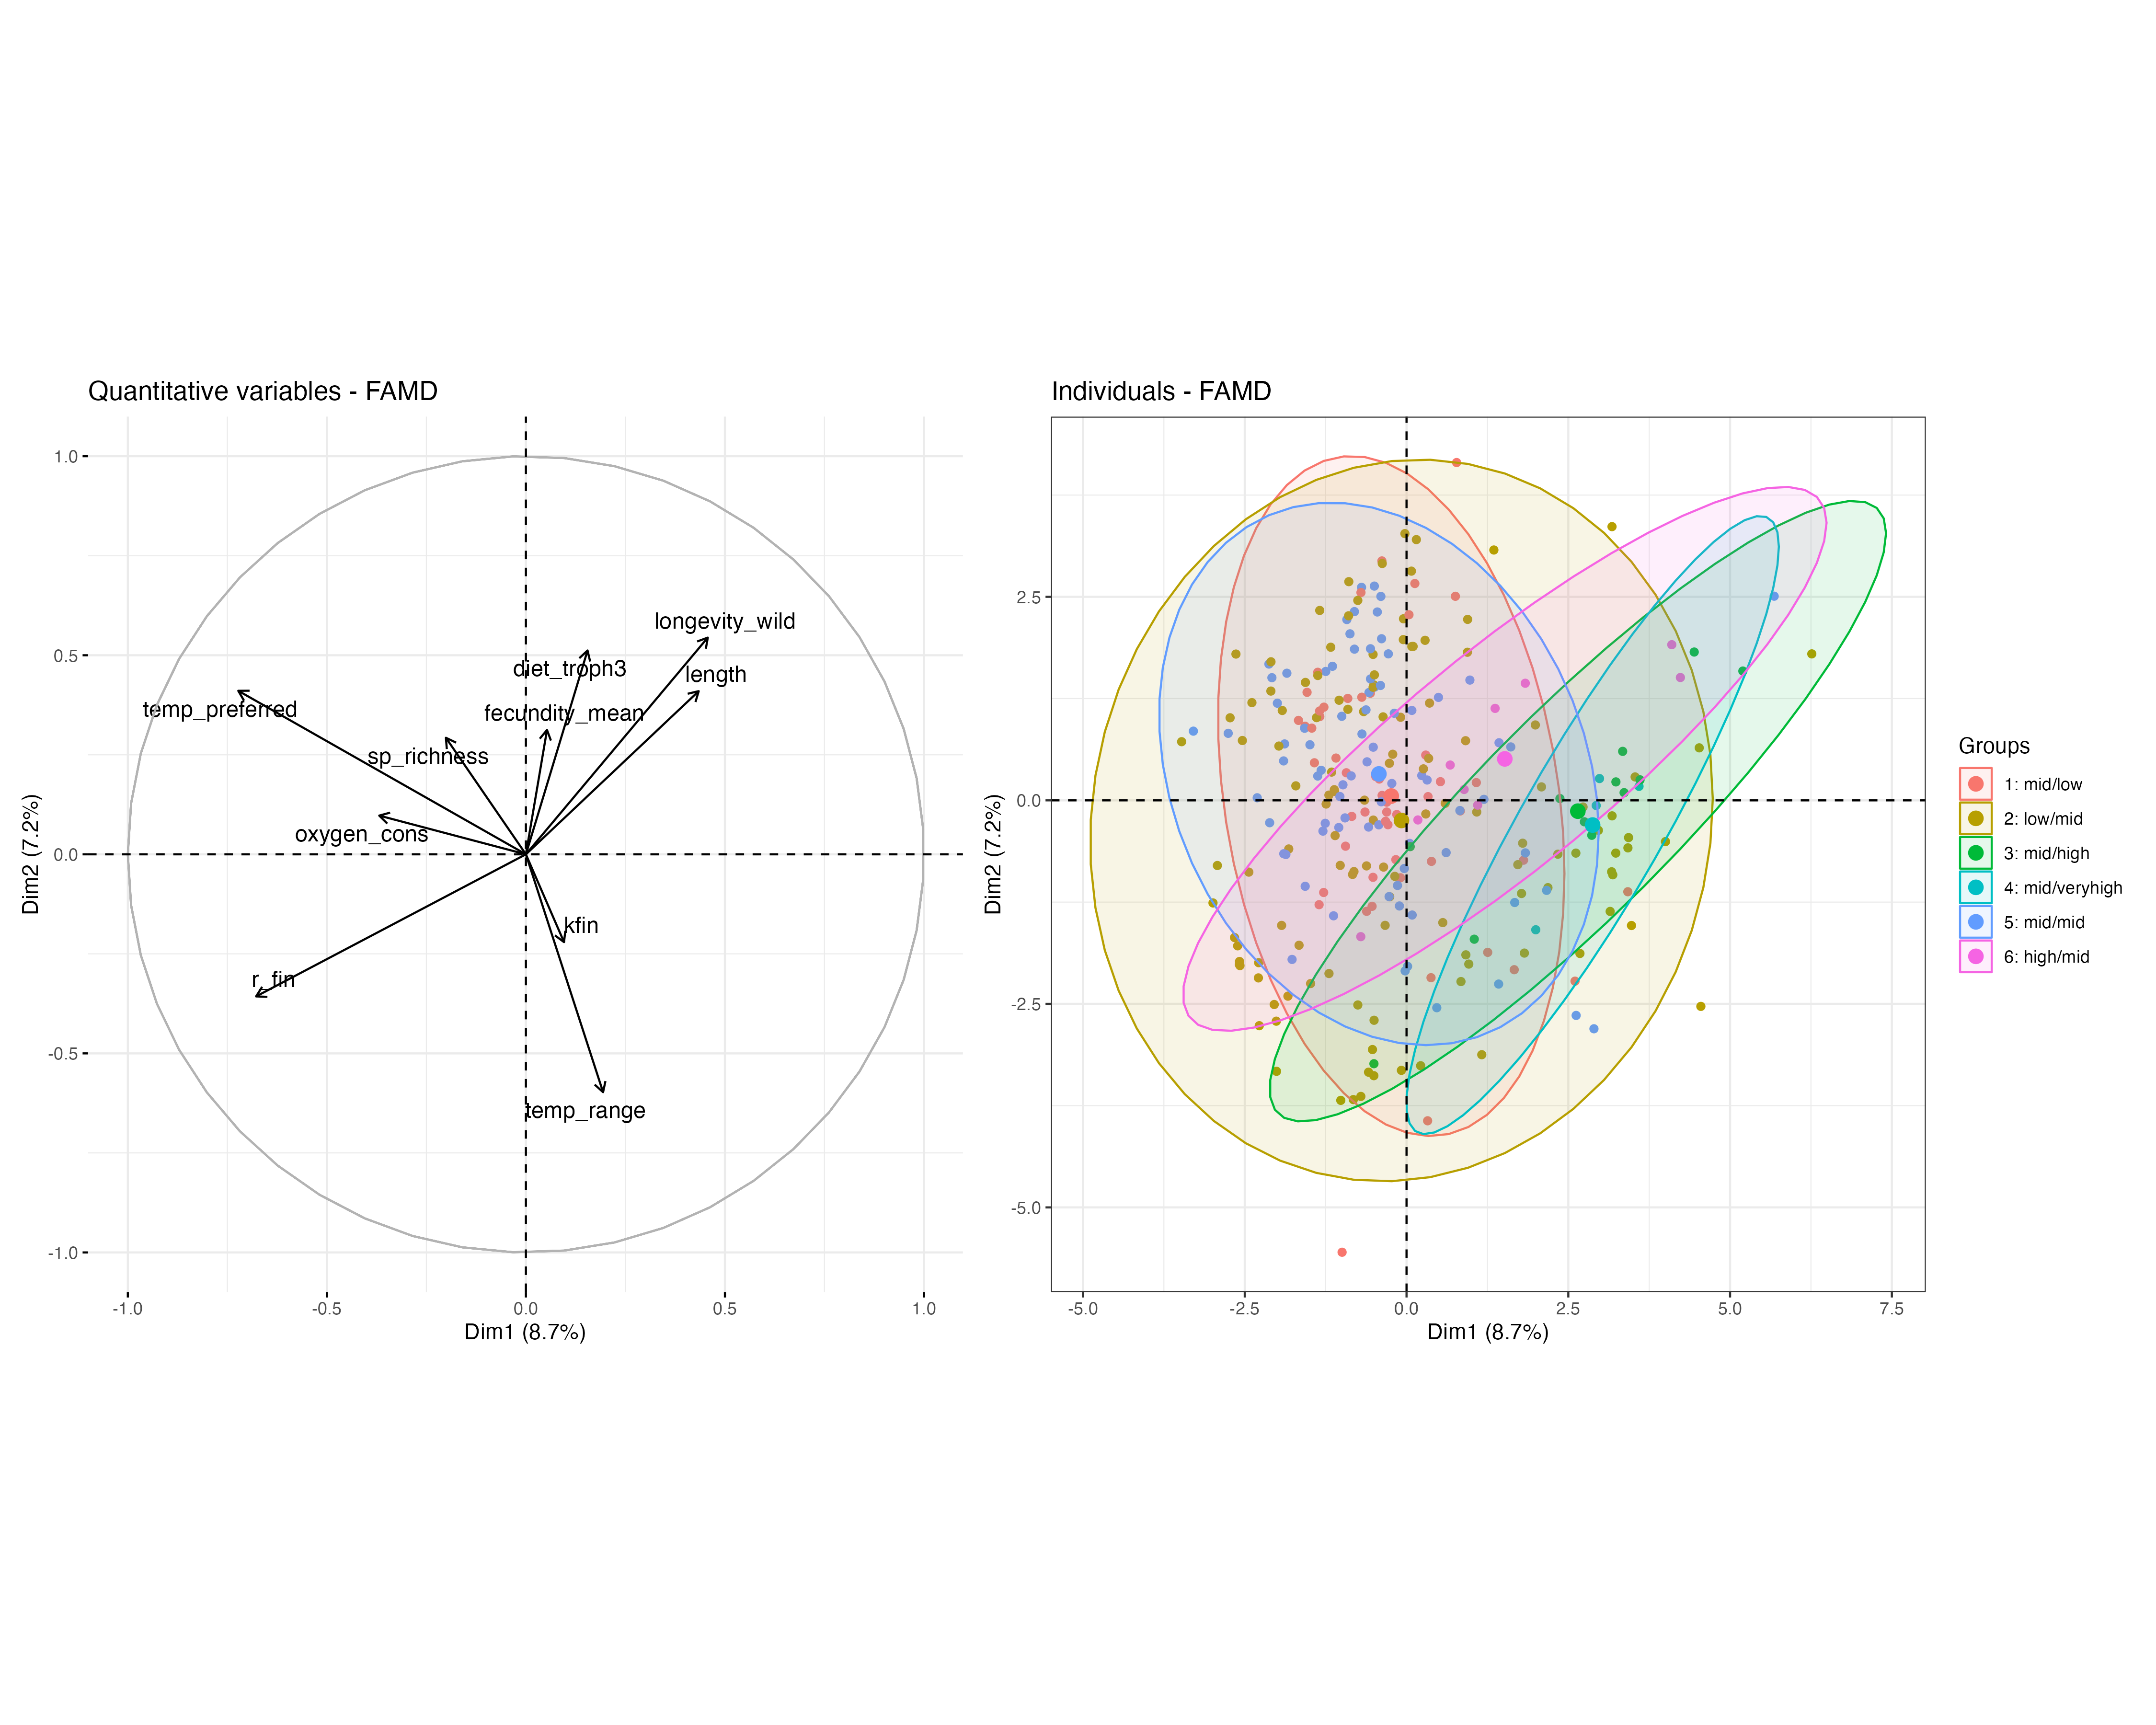 Quantitative variables - FAMD
1.0
0.5
0.0
-0.5
-1.0
Dim2 (7.2%)
longevity_wild
diet_troph3
length
temp_preferred
fecundity_mean
sp_richness
oxygen_cons
kfin
r_fin
temp_range
-1.0
-0.5
0.0
0.5
1.0
Dim1 (8.7%)
Individuals - FAMD
2.5
0.0
-2.5
-5.0
Dim2 (7.2%)
-5.0
-2.5
0.0
2.5
5.0
7.5
Dim1 (8.7%)
Groups
1: mid/low
2: low/mid
3: mid/high
4: mid/veryhigh
5: mid/mid
6: high/mid